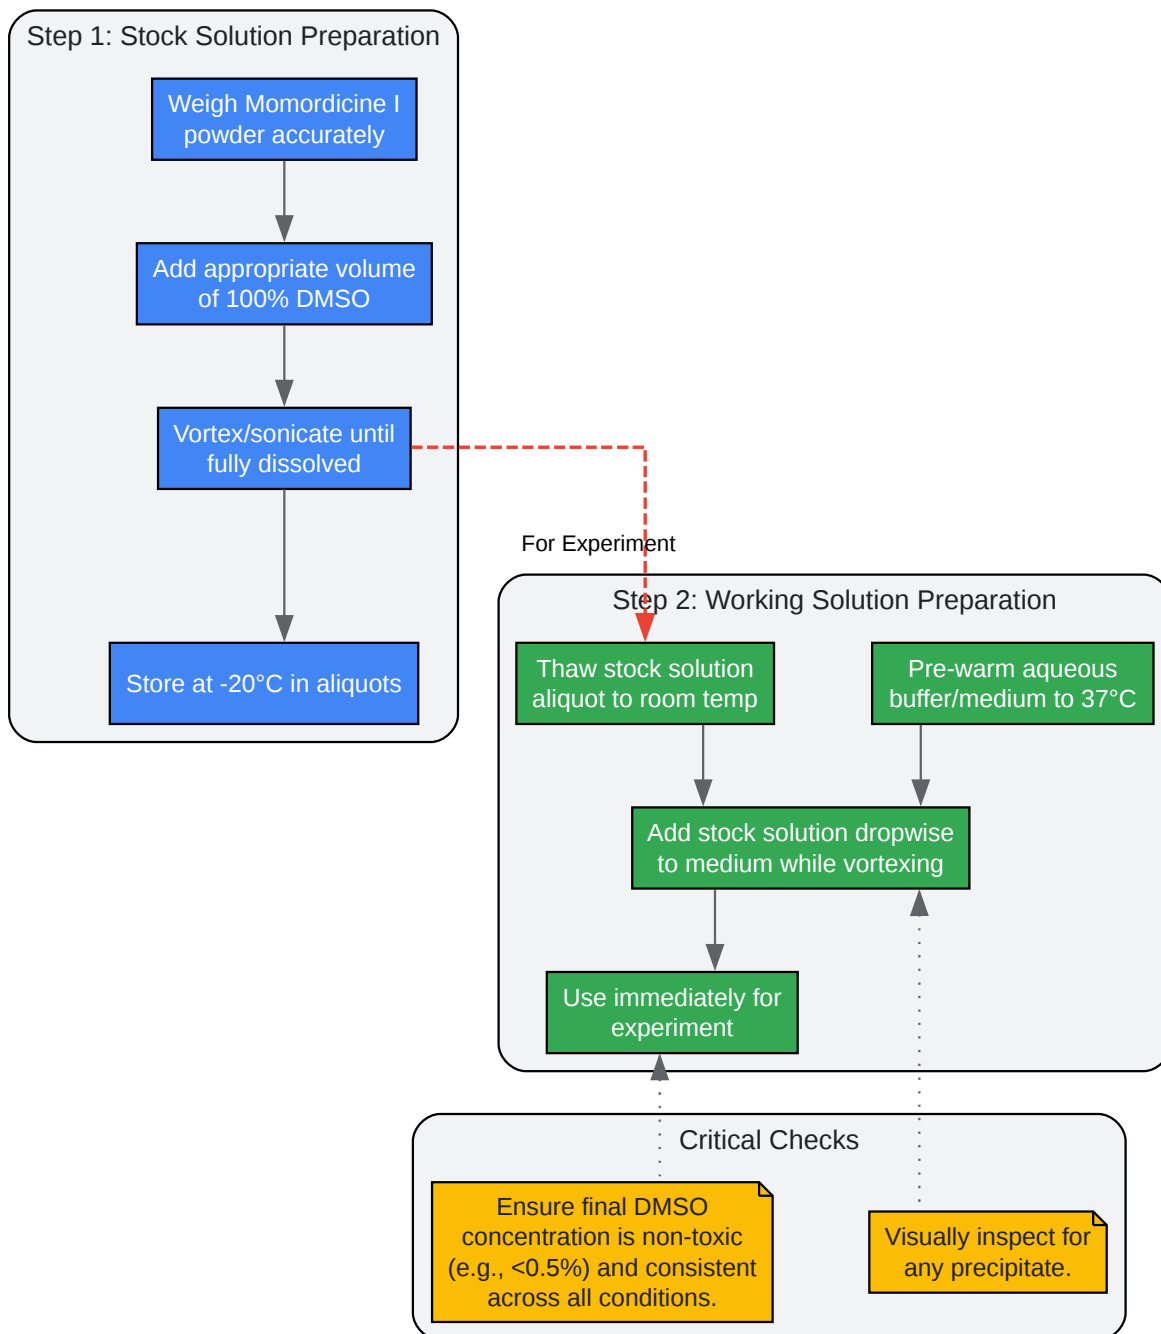 Step 1: Stock Solution Preparation
Weigh Momordicine I
powder accurately
Add appropriate volume
of 100% DMSO
Vortex/sonicate until
fully dissolved
Store at -20°C in aliquots
For Experiment
Step 2: Working Solution Preparation
Thaw stock solution
aliquot to room temp
Pre-warm aqueous
buffer/medium to 37°C
Add stock solution dropwise
to medium while vortexing
Use immediately for
experiment
Critical Checks
Ensure final DMSO
concentration is non-toxic
(e.g., <0.5%) and consistent
across all conditions.
Visually inspect for
any precipitate.